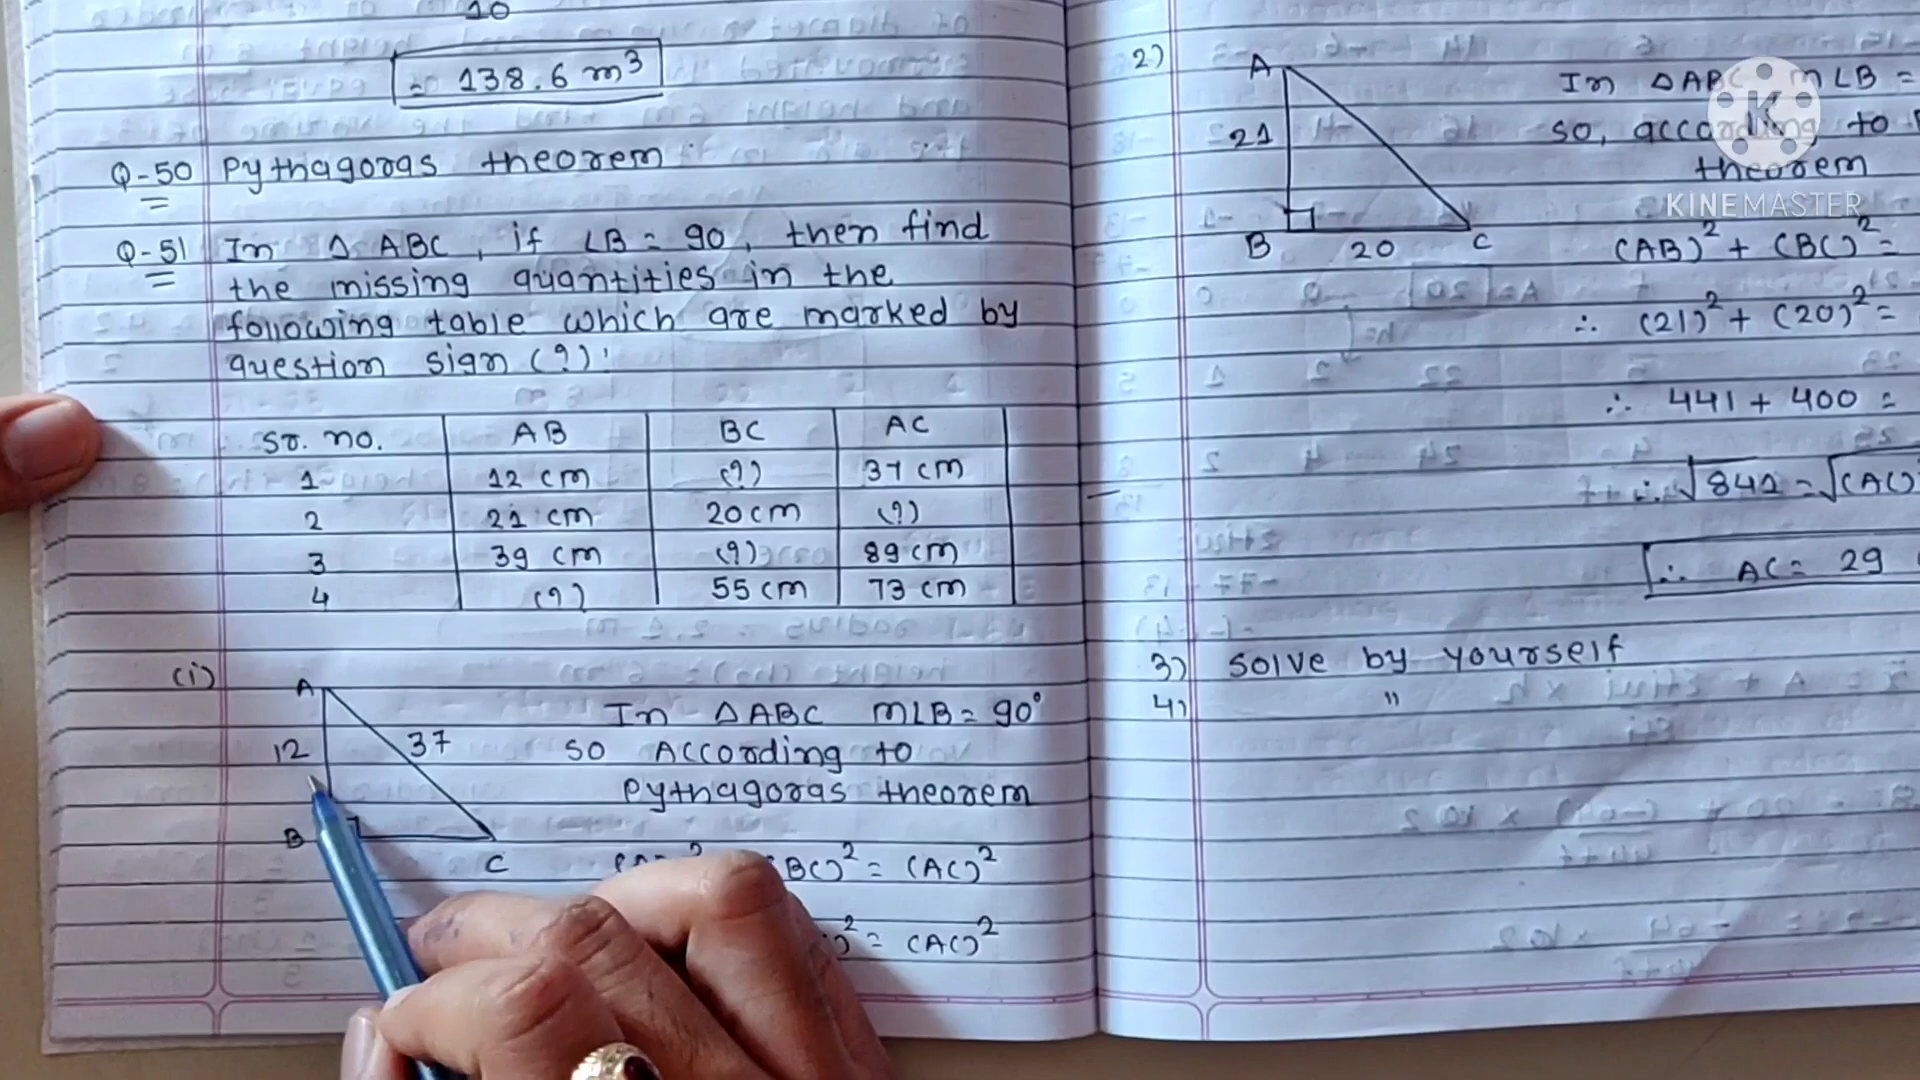 10
= 138.6 m³
Q-50 Pythagoras theorem
Q-51 In △ ABC, if ∠B = 90, then find
the missing quantities in the
following table which are marked by
question sign (?):
Sr. no. AB BC AC
1 12 cm (?) 37 cm
2 21 cm 20 cm (?)
3 39 cm (?) 89 cm
4 (?) 55 cm 73 cm
(i)
A
12
37
B
C
In △ABC m∠B = 90°
so According to
Pythagoras theorem
BC)² = (AC)²
)² = (AC)²
2)
A
21
B 20 C
In △ABC m∠B =
so, according to
theorem
(AB)² + (BC)² =
∴ (21)² + (20)² =
∴ 441 + 400 =
∴ √841 = √(AC)
∴ AC = 29
3) Solve by yourself
4) "
K
KINEMASTER